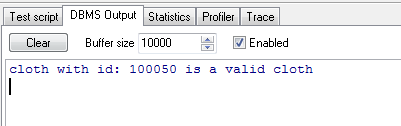 Test script DBMS Output Statistics Profiler Trace
Clear Buffer size 10000 Enabled
cloth with id: 100050 is a valid cloth